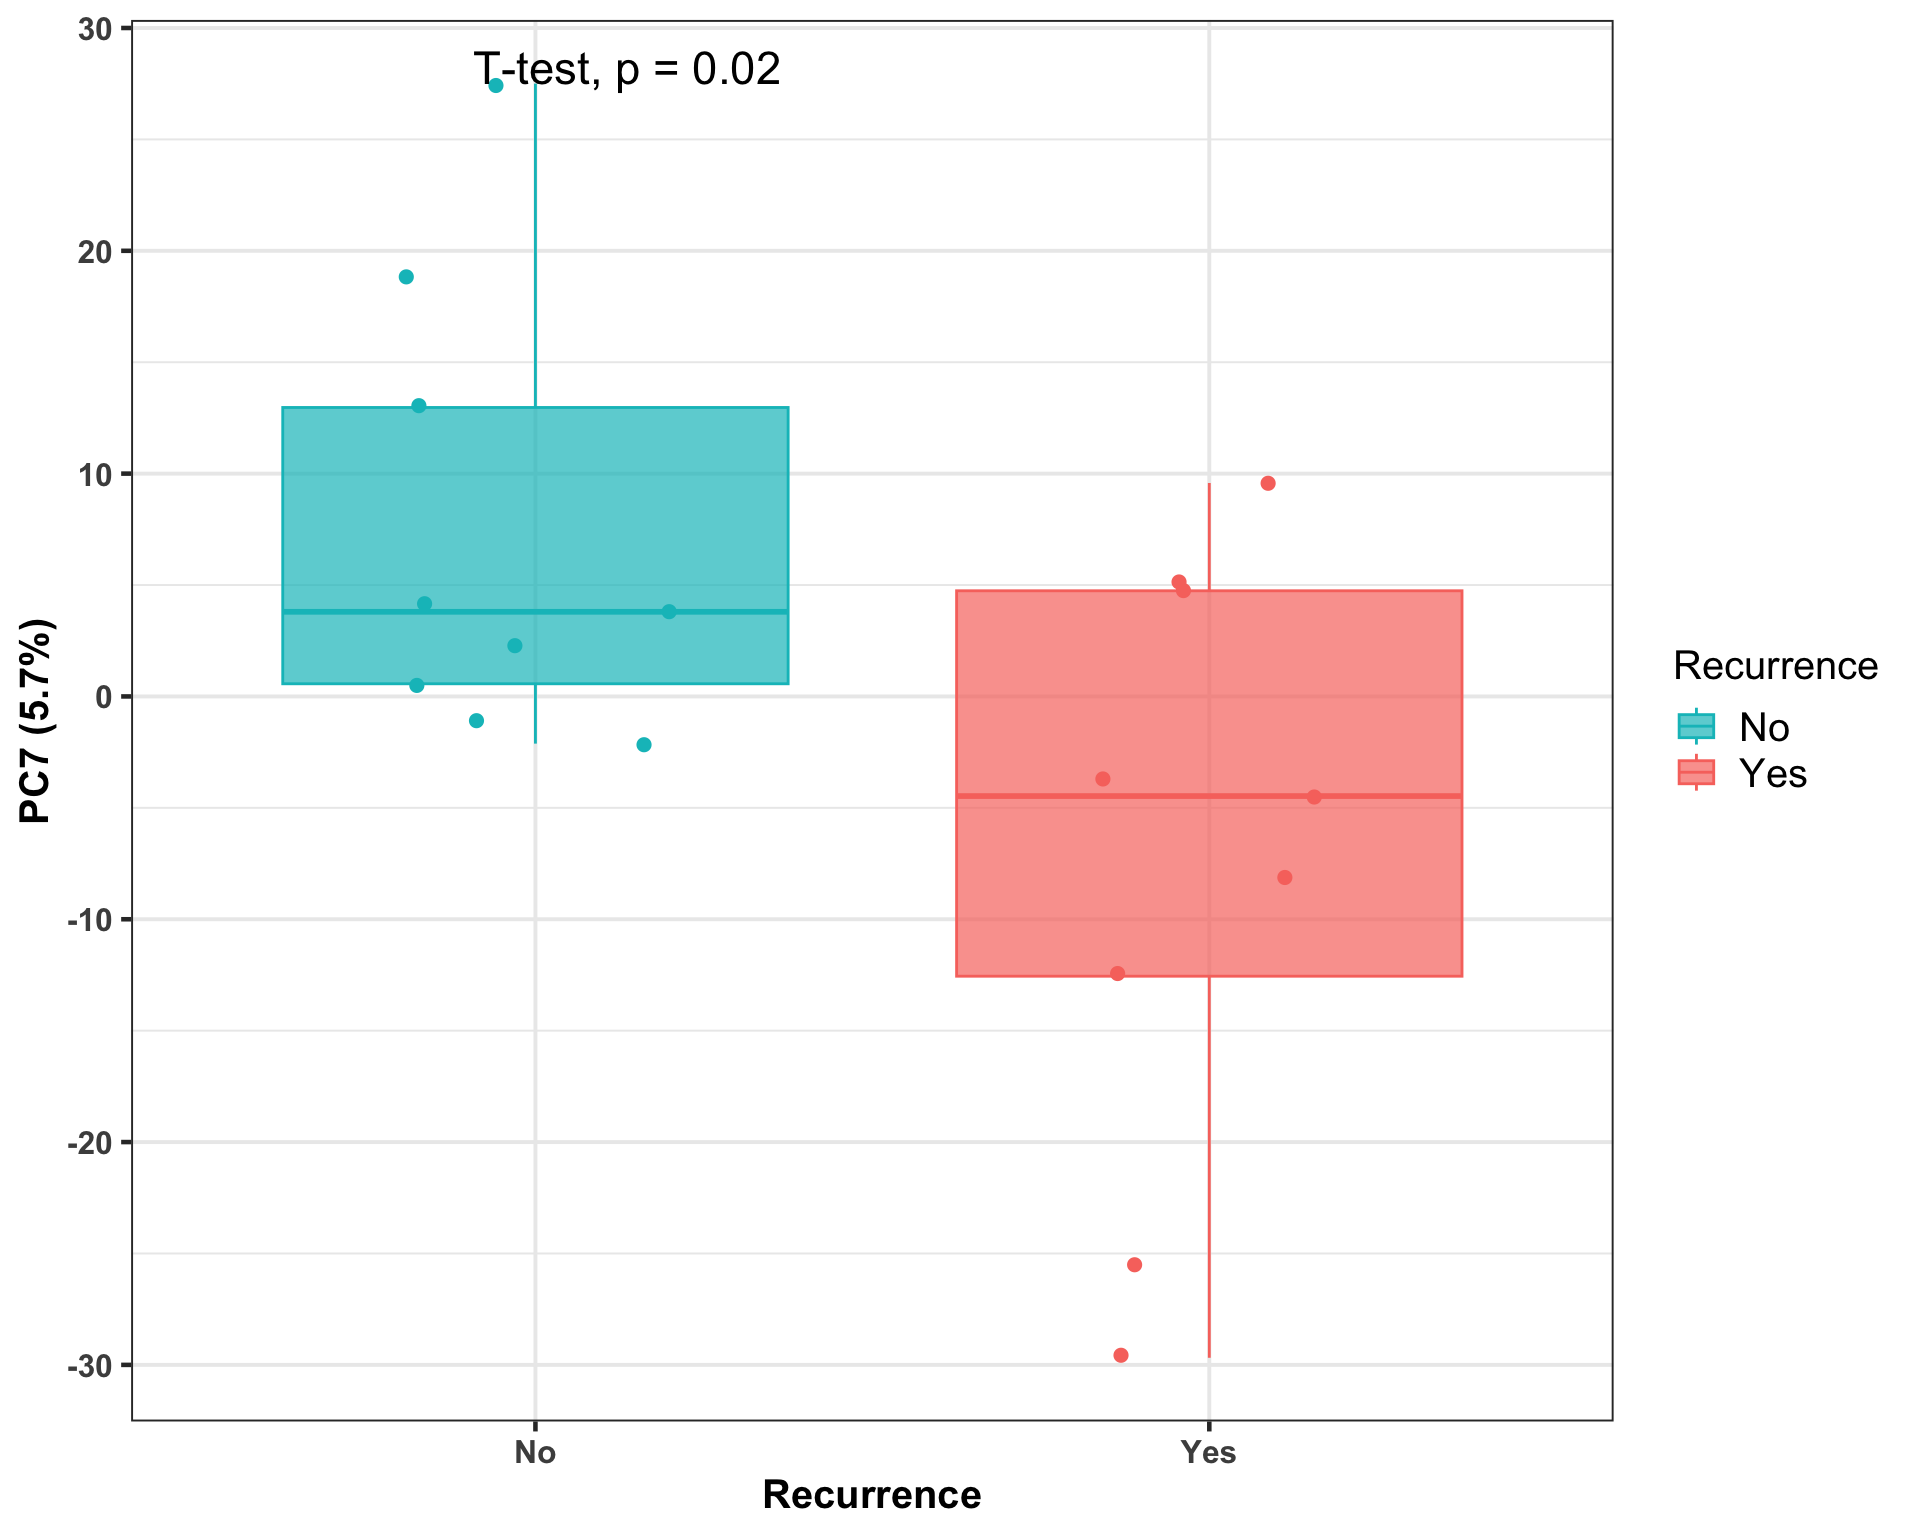 T-test, p = 0.02
30
20
10
0
-10
-20
-30
PC7 (5.7%)
No
Yes
Recurrence
Recurrence
No
Yes